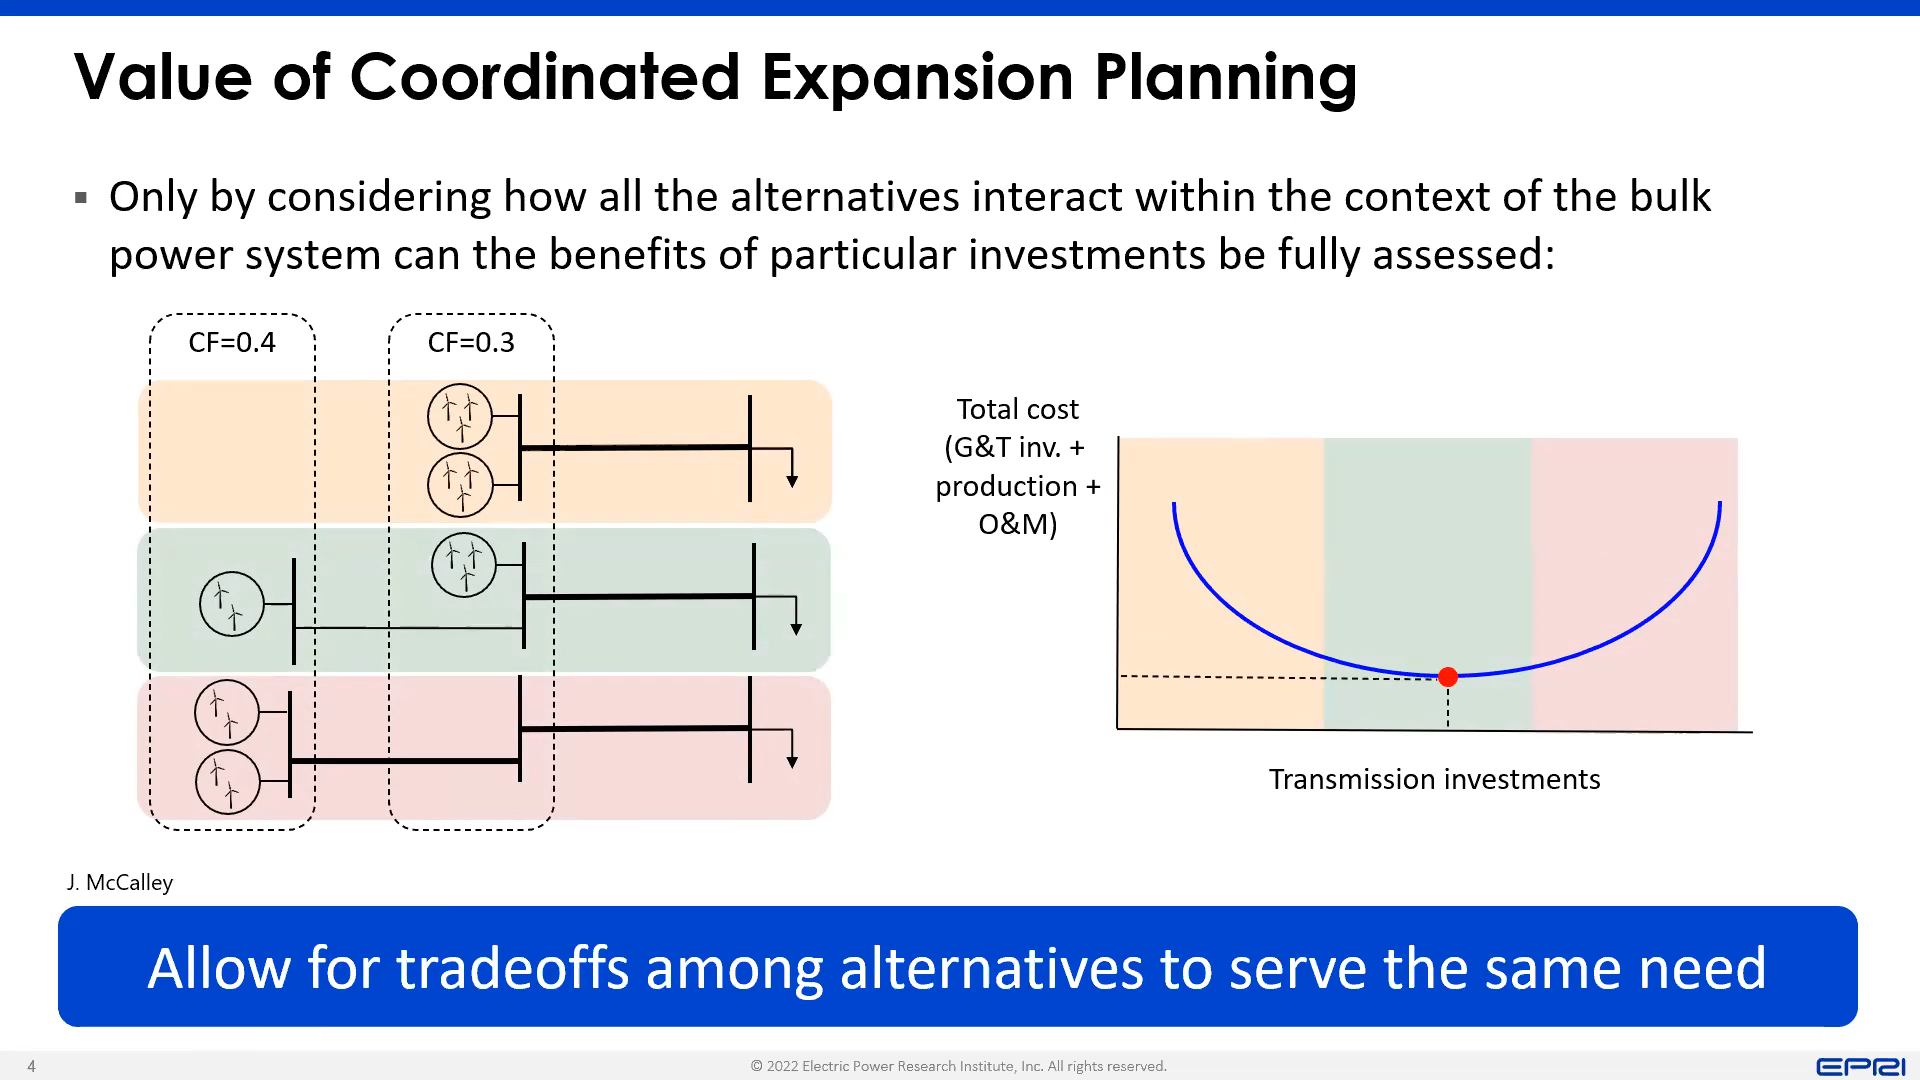 Value of Coordinated Expansion Planning
▪ Only by considering how all the alternatives interact within the context of the bulk
power system can the benefits of particular investments be fully assessed:
CF=0.4
CF=0.3
Total cost
(G&T inv. +
production +
O&M)
Transmission investments
J. McCalley
Allow for tradeoffs among alternatives to serve the same need
4
© 2022 Electric Power Research Institute, Inc. All rights reserved.
EPRI